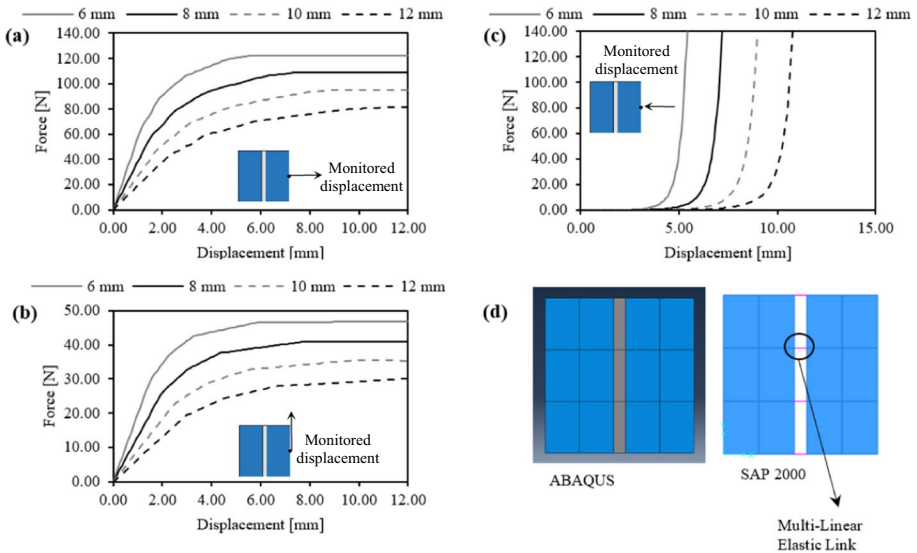 6 mm 8 mm 10 mm 12 mm
(a)
Force [N]
140.00
120.00
100.00
80.00
60.00
40.00
20.00
0.00
0.00 2.00 4.00 6.00 8.00 10.00 12.00
Displacement [mm]
Monitored
displacement
6 mm 8 mm 10 mm 12 mm
(c)
Force [N]
140.00
120.00
100.00
80.00
60.00
40.00
20.00
0.00
0.00 5.00 10.00 15.00
Displacement [mm]
Monitored
displacement
6 mm 8 mm 10 mm 12 mm
(b)
Force [N]
50.00
40.00
30.00
20.00
10.00
0.00
0.00 2.00 4.00 6.00 8.00 10.00 12.00
Displacement [mm]
Monitored
displacement
(d)
ABAQUS
SAP 2000
Multi-Linear
Elastic Link